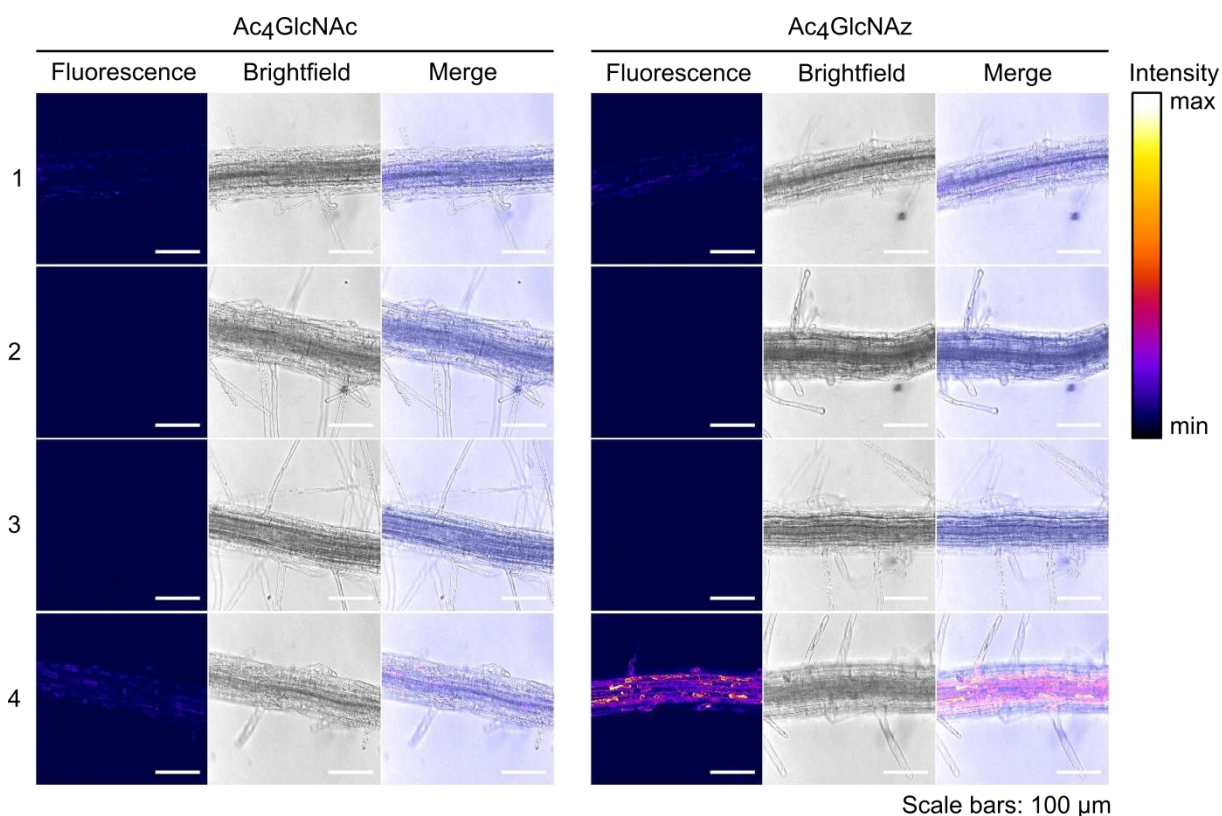 Ac4GlcNAc
Ac4GlcNAz
Fluorescence Brightfield Merge
Fluorescence Brightfield Merge
Intensity
max
min
1
2
3
4
Scale bars: 100 µm